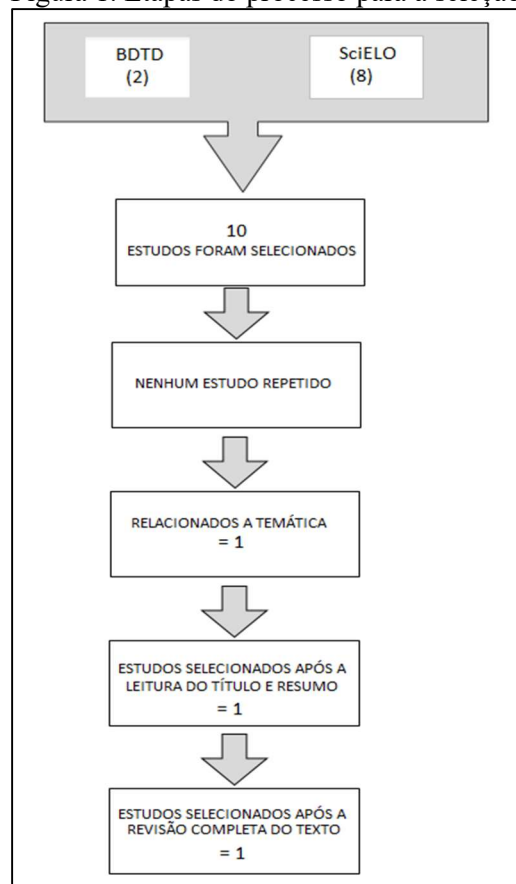 BDTD
(2)
SciELO
(8)
10
ESTUDOS FORAM SELECIONADOS
NENHUM ESTUDO REPETIDO
RELACIONADOS A TEMÁTICA
= 1
ESTUDOS SELECIONADOS APÓS A
LEITURA DO TÍTULO E RESUMO
= 1
ESTUDOS SELECIONADOS APÓS A
REVISÃO COMPLETA DO TEXTO
= 1